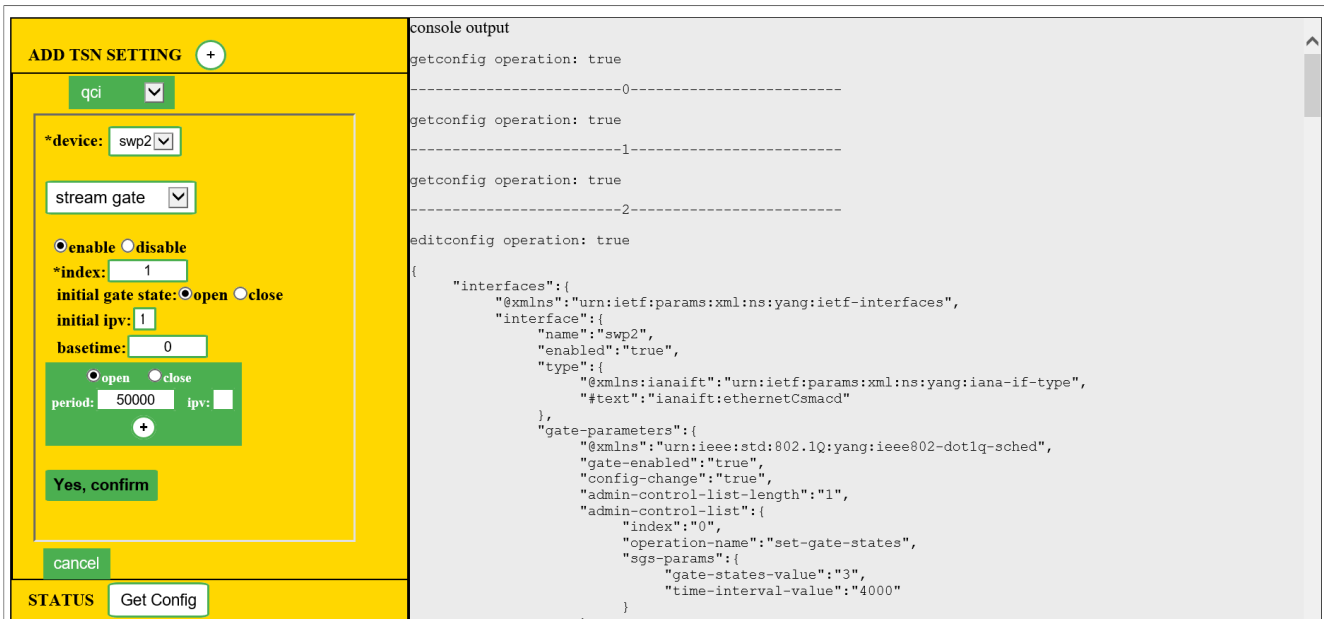 ADD TSN SETTING +
qci
*device: swp2
stream gate
enable disable
*index: 1
initial gate state: open close
initial ipv: 1
basetime: 0
open close
period: 50000 ipv:
+
Yes, confirm
cancel
STATUS Get Config
console output
getconfig operation: true
-------------------------0-------------------------
getconfig operation: true
-------------------------1-------------------------
getconfig operation: true
-------------------------2-------------------------
editconfig operation: true
{
"interfaces":{
"@xmlns":"urn:ietf:params:xml:ns:yang:ietf-interfaces",
"interface":{
"name":"swp2",
"enabled":"true",
"type":{
"@xmlns:ianaift":"urn:ietf:params:xml:ns:yang:iana-if-type",
"#text":"ianaift:ethernetCsmacd"
},
"gate-parameters":{
"@xmlns":"urn:ieee:std:802.1Q:yang:ieee802-dot1q-sched",
"gate-enabled":"true",
"config-change":"true",
"admin-control-list-length":"1",
"admin-control-list":{
"index":"0",
"operation-name":"set-gate-states",
"sgs-params":{
"gate-states-value":"3",
"time-interval-value":"4000"
}